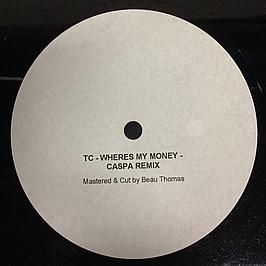 TC - WHERES MY MONEY -
CASPA REMIX
Mastered & Cut by Beau Thomas